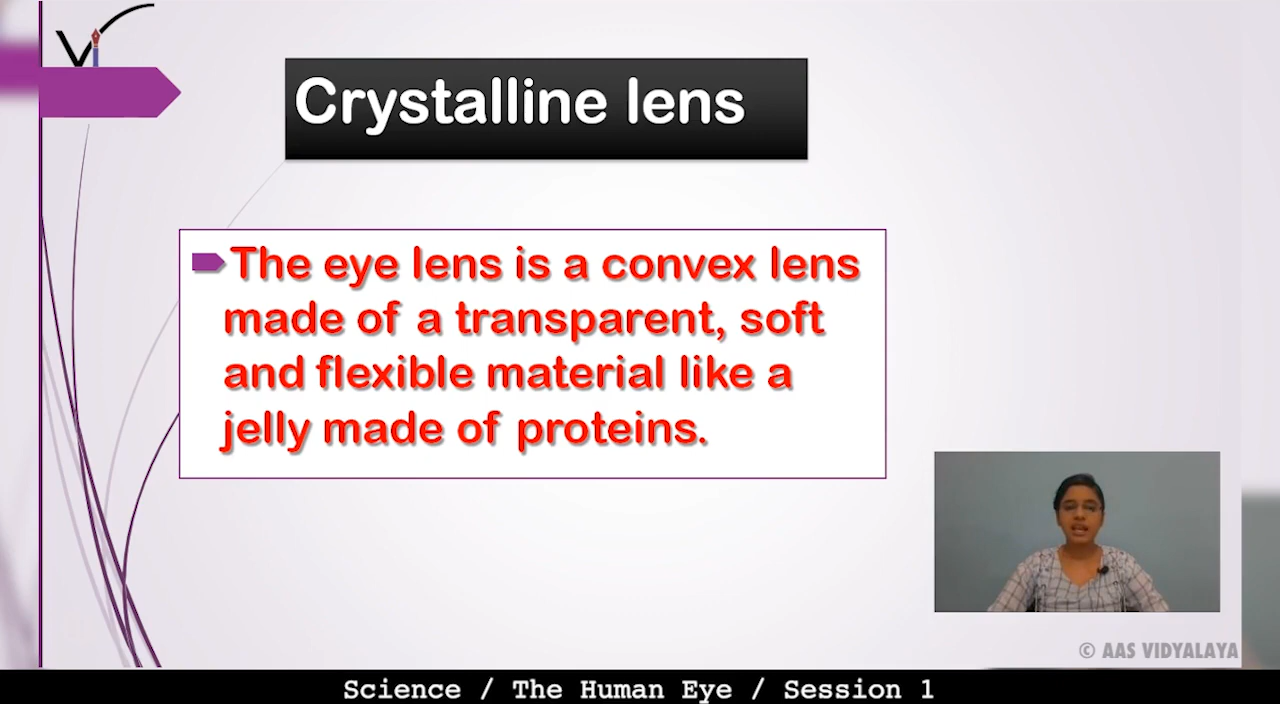 Crystalline lens
The eye lens is a convex lens
made of a transparent, soft
and flexible material like a
jelly made of proteins.
© AAS VIDYALAYA
Science / The Human Eye / Session 1